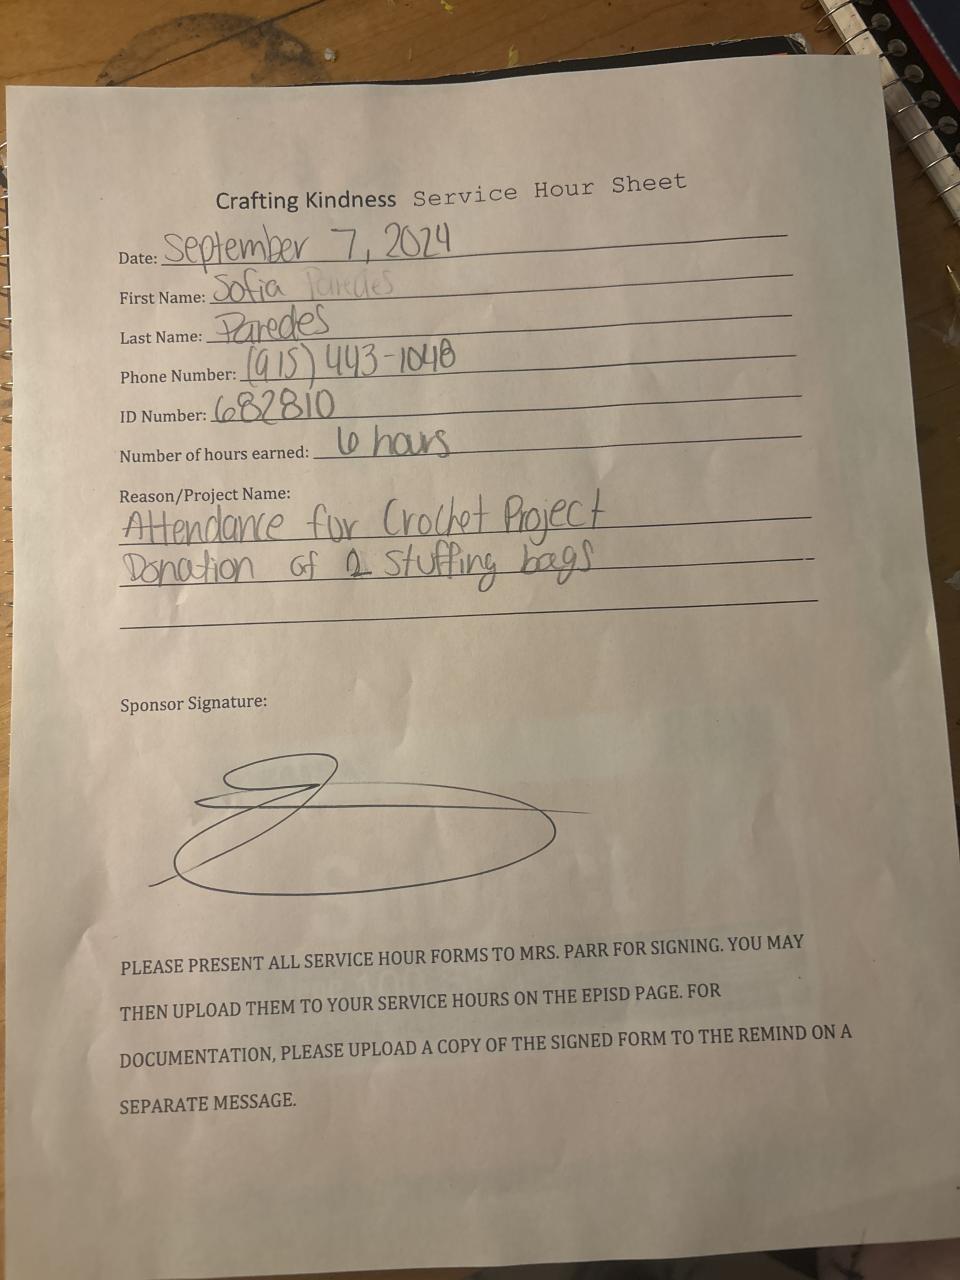 Crafting Kindness Service Hour Sheet
Date: September 7, 2024
First Name: Sofia Paredes
Last Name: Paredes
Phone Number: (915) 443-1048
ID Number: 682810
Number of hours earned: 6 hours
Reason/Project Name:
Attendance for Crochet Project
Donation of 2 stuffing bags
Sponsor Signature:
PLEASE PRESENT ALL SERVICE HOUR FORMS TO MRS. PARR FOR SIGNING. YOU MAY
THEN UPLOAD THEM TO YOUR SERVICE HOURS ON THE EPISD PAGE. FOR
DOCUMENTATION, PLEASE UPLOAD A COPY OF THE SIGNED FORM TO THE REMIND ON A
SEPARATE MESSAGE.